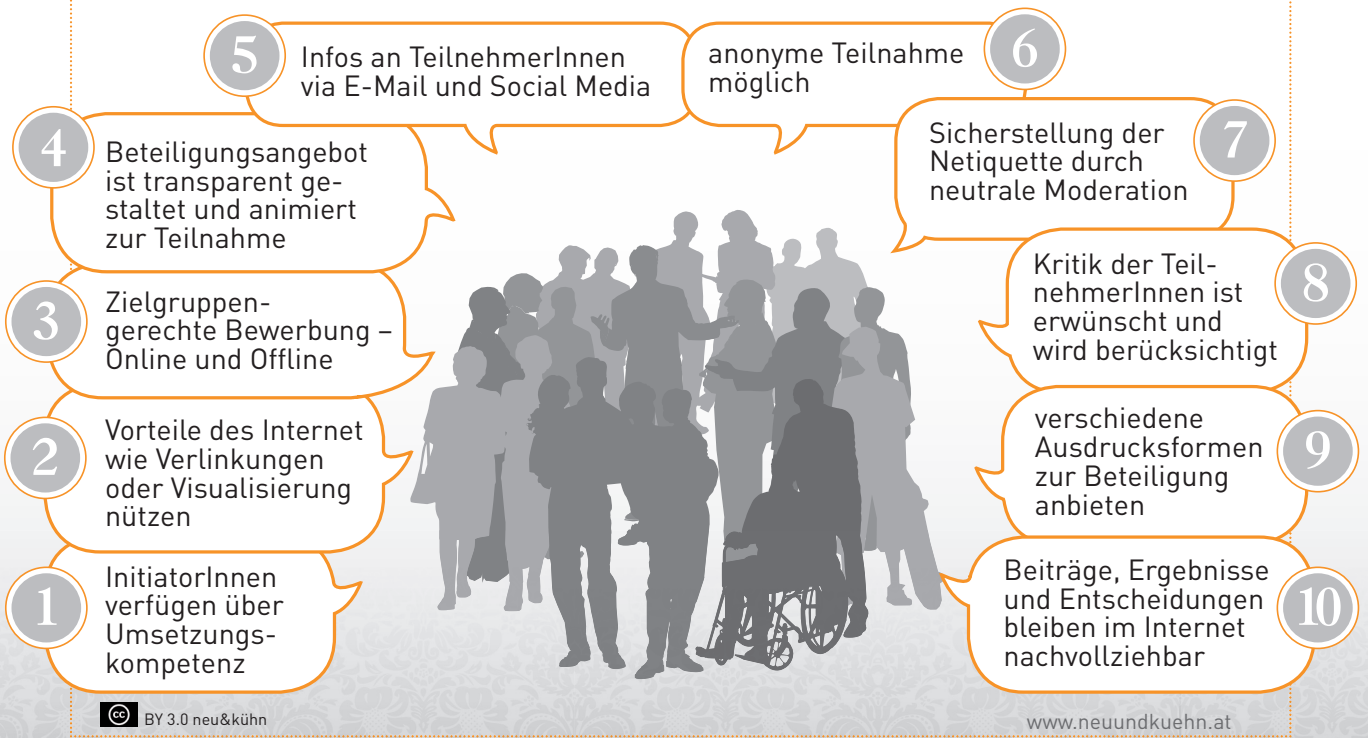 1
InitiatorInnen
verfügen über
Umsetzungs-
kompetenz
2
Vorteile des Internet
wie Verlinkungen
oder Visualisierung
nützen
3
Zielgruppen-
gerechte Bewerbung –
Online und Offline
4
Beteiligungsangebot
ist transparent ge-
staltet und animiert
zur Teilnahme
5
Infos an TeilnehmerInnen
via E-Mail und Social Media
6
anonyme Teilnahme
möglich
7
Sicherstellung der
Netiquette durch
neutrale Moderation
8
Kritik der Teil-
nehmerInnen ist
erwünscht und
wird berücksichtigt
9
verschiedene
Ausdrucksformen
zur Beteiligung
anbieten
10
Beiträge, Ergebnisse
und Entscheidungen
bleiben im Internet
nachvollziehbar
cc BY 3.0 neu&kühn
www.neuundkuehn.at